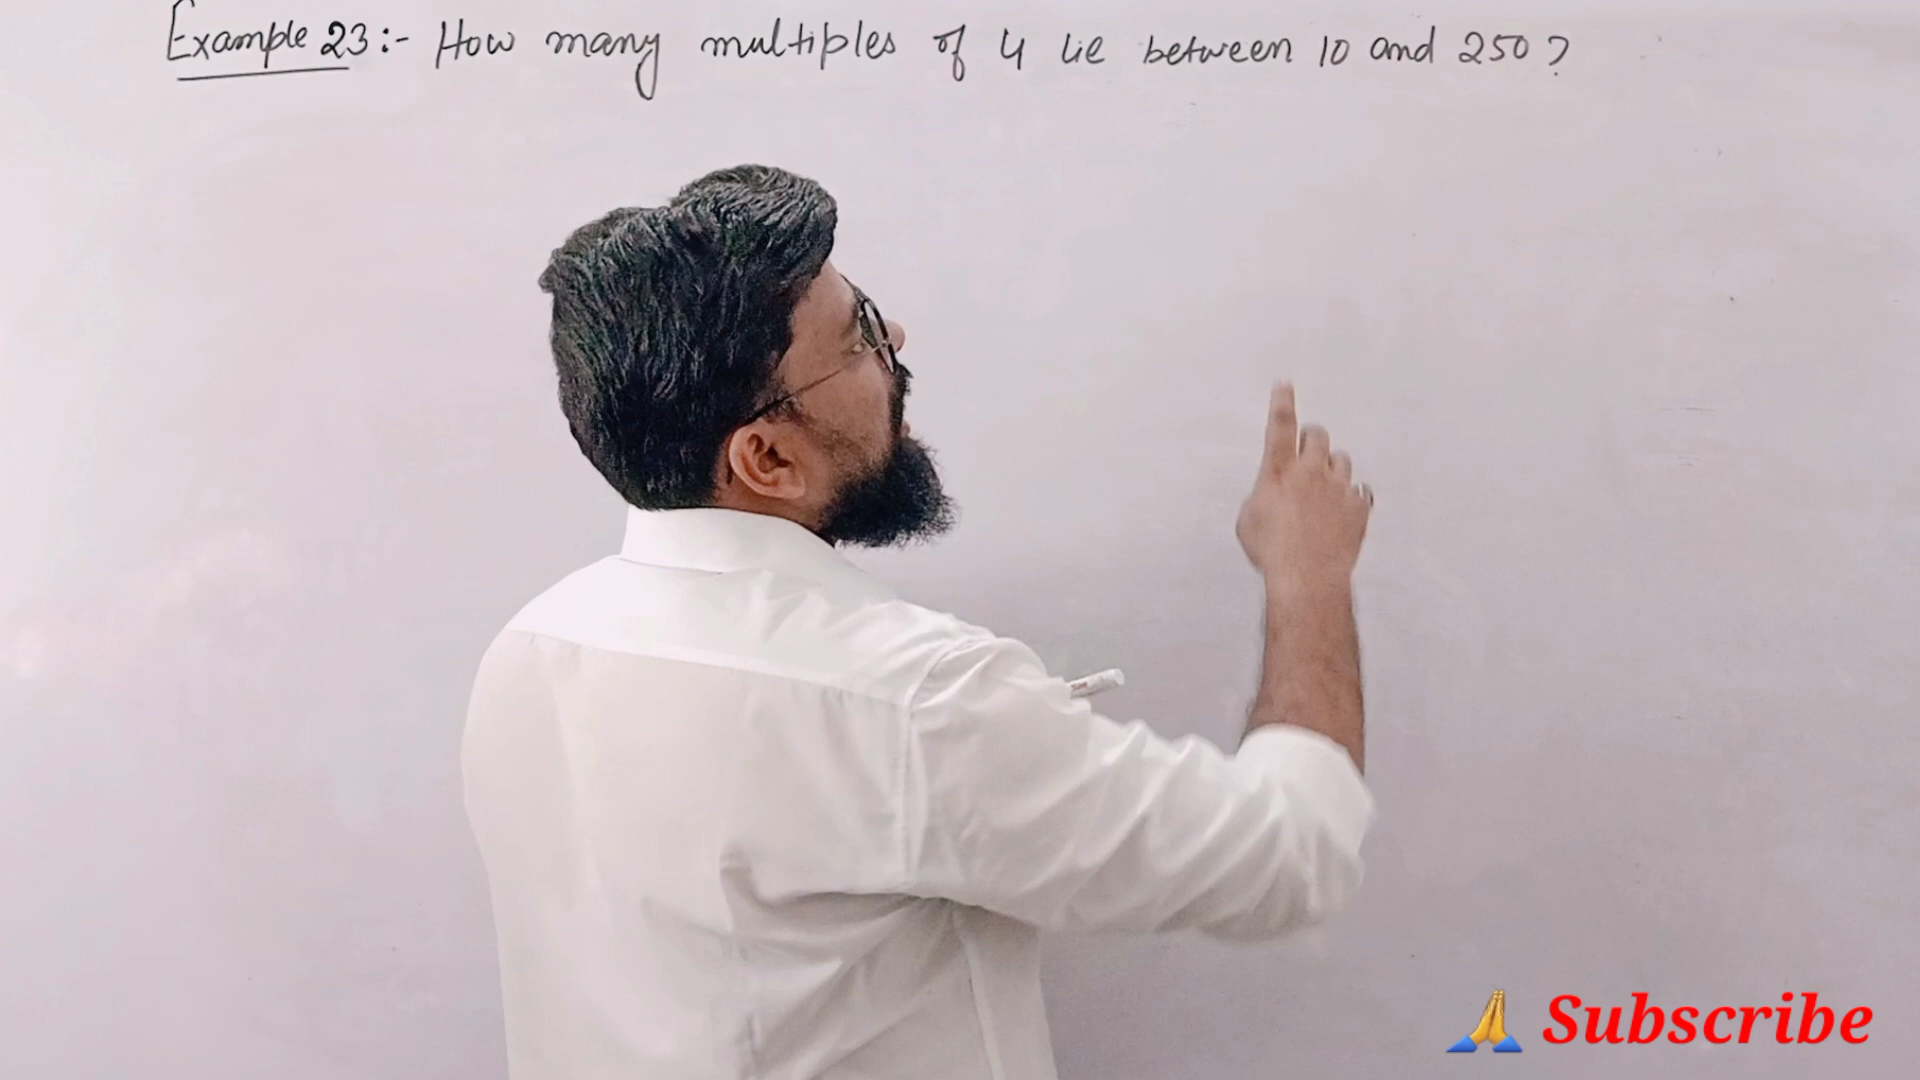 Example 23:- How many multiples of 4 lie between 10 and 250?
🙏 Subscribe